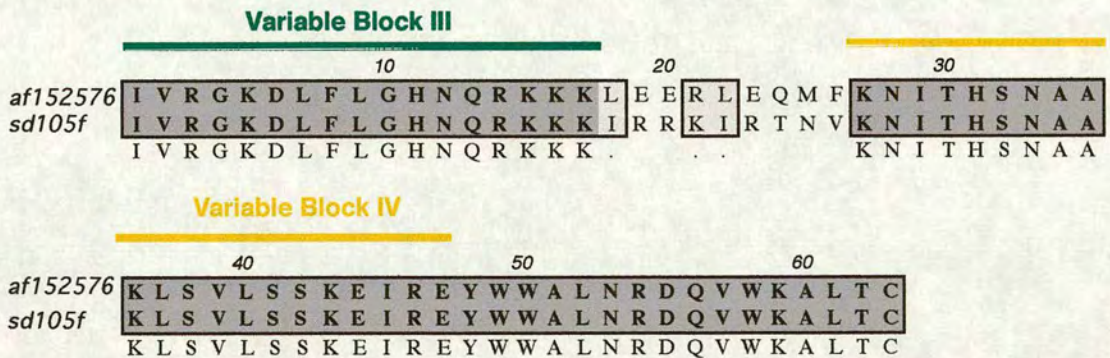 Variable Block III
10 20 30
af152576 I V R G K D L F L G H N Q R K K K L E E R L E Q M F K N I T H S N A A
sd105f I V R G K D L F L G H N Q R K K K I R R K I R T N V K N I T H S N A A
I V R G K D L F L G H N Q R K K K . . . K N I T H S N A A
Variable Block IV
40 50 60
af152576 K L S V L S S K E I R E Y W W A L N R D Q V W K A L T C
sd105f K L S V L S S K E I R E Y W W A L N R D Q V W K A L T C
K L S V L S S K E I R E Y W W A L N R D Q V W K A L T C